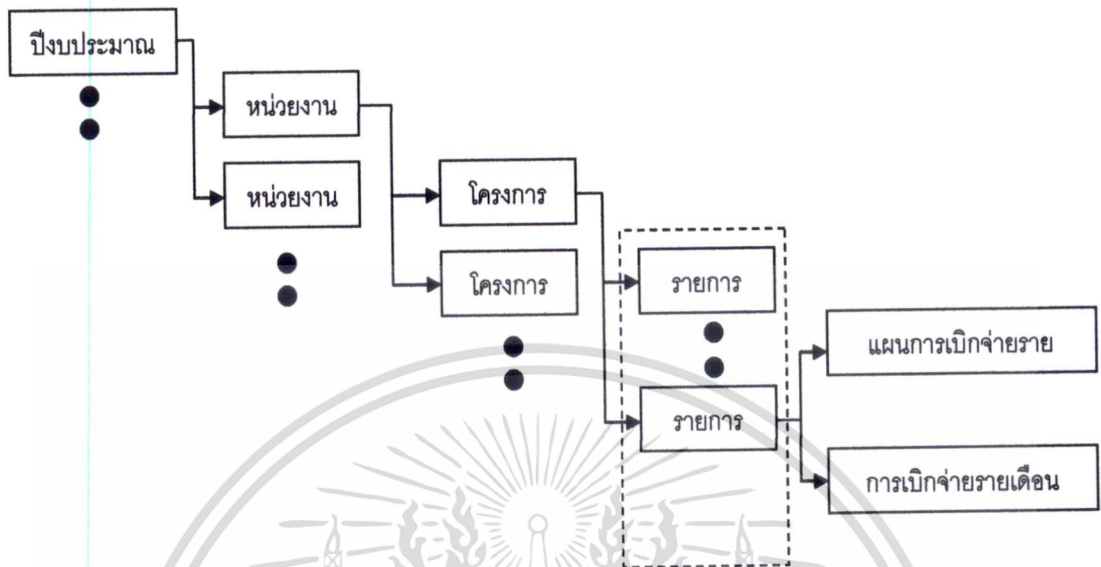 ปีงบประมาณ
หน่วยงาน
หน่วยงาน
โครงการ
โครงการ
รายการ
รายการ
แผนการเบิกจ่ายราย
การเบิกจ่ายรายเดือน